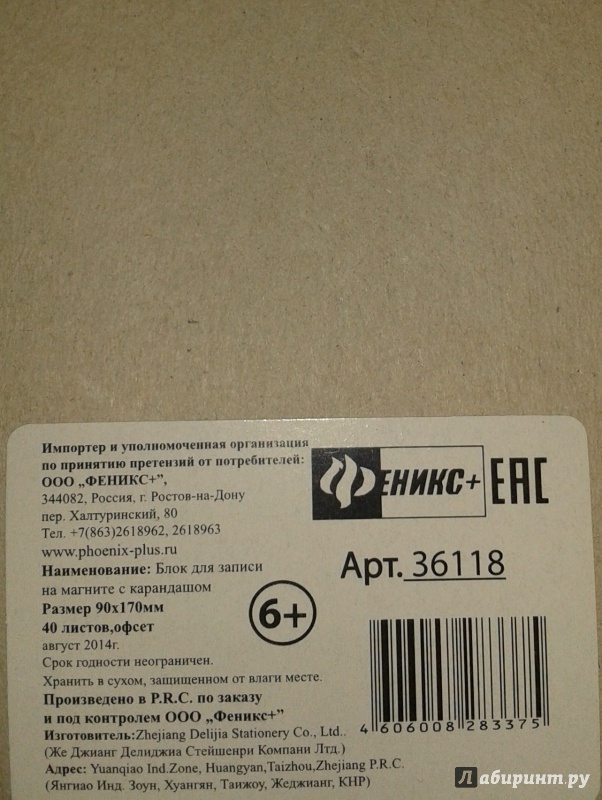 Импортер и уполномоченная организация
по принятию претензий от потребителей:
ООО „ФЕНИКС+”,
344082, Россия, г. Ростов-на-Дону
пер. Халтуринский, 80
Тел. +7(863)2618962, 2618963
www.phoenix-plus.ru
ФЕНИКС+
EAC
Арт. 36118
Наименование: Блок для записи
на магните с карандашом
Размер 90х170мм
40 листов,офсет
август 2014г.
Срок годности неограничен.
Хранить в сухом, защищенном от влаги месте.
6+
Произведено в P.R.C. по заказу
и под контролем ООО „Феникс+”
Изготовитель:Zhejiang Delijia Stationery Co., Ltd..
(Же Джианг Делиджиа Стейшенри Компани Лтд.)
Адрес: Yuanqiao Ind.Zone, Huangyan,Taizhou,Zhejiang P.R.C.
(Янгиао Инд. Зоун, Хуангян, Таижоу, Жеджианг, КНР)
4 606008 283375
Лабиринт.ру